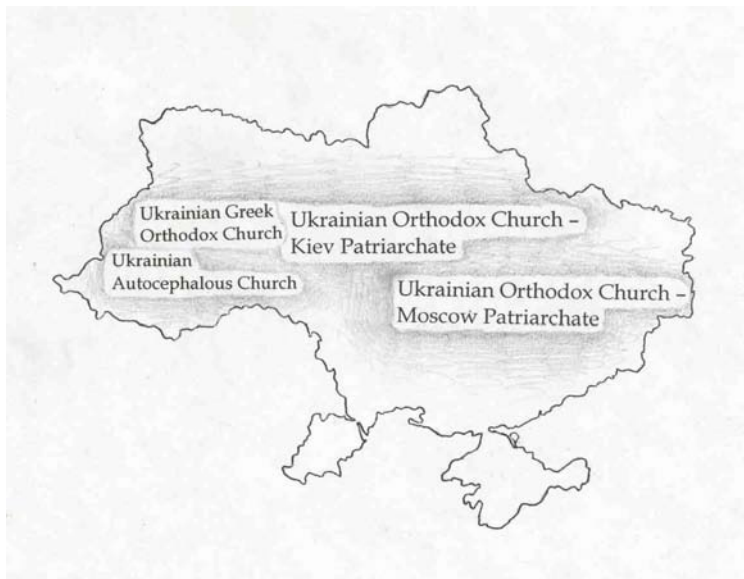 Ukrainian Greek
Orthodox Church
Ukrainian Orthodox Church –
Kiev Patriarchate
Ukrainian
Autocephalous Church
Ukrainian Orthodox Church –
Moscow Patriarchate